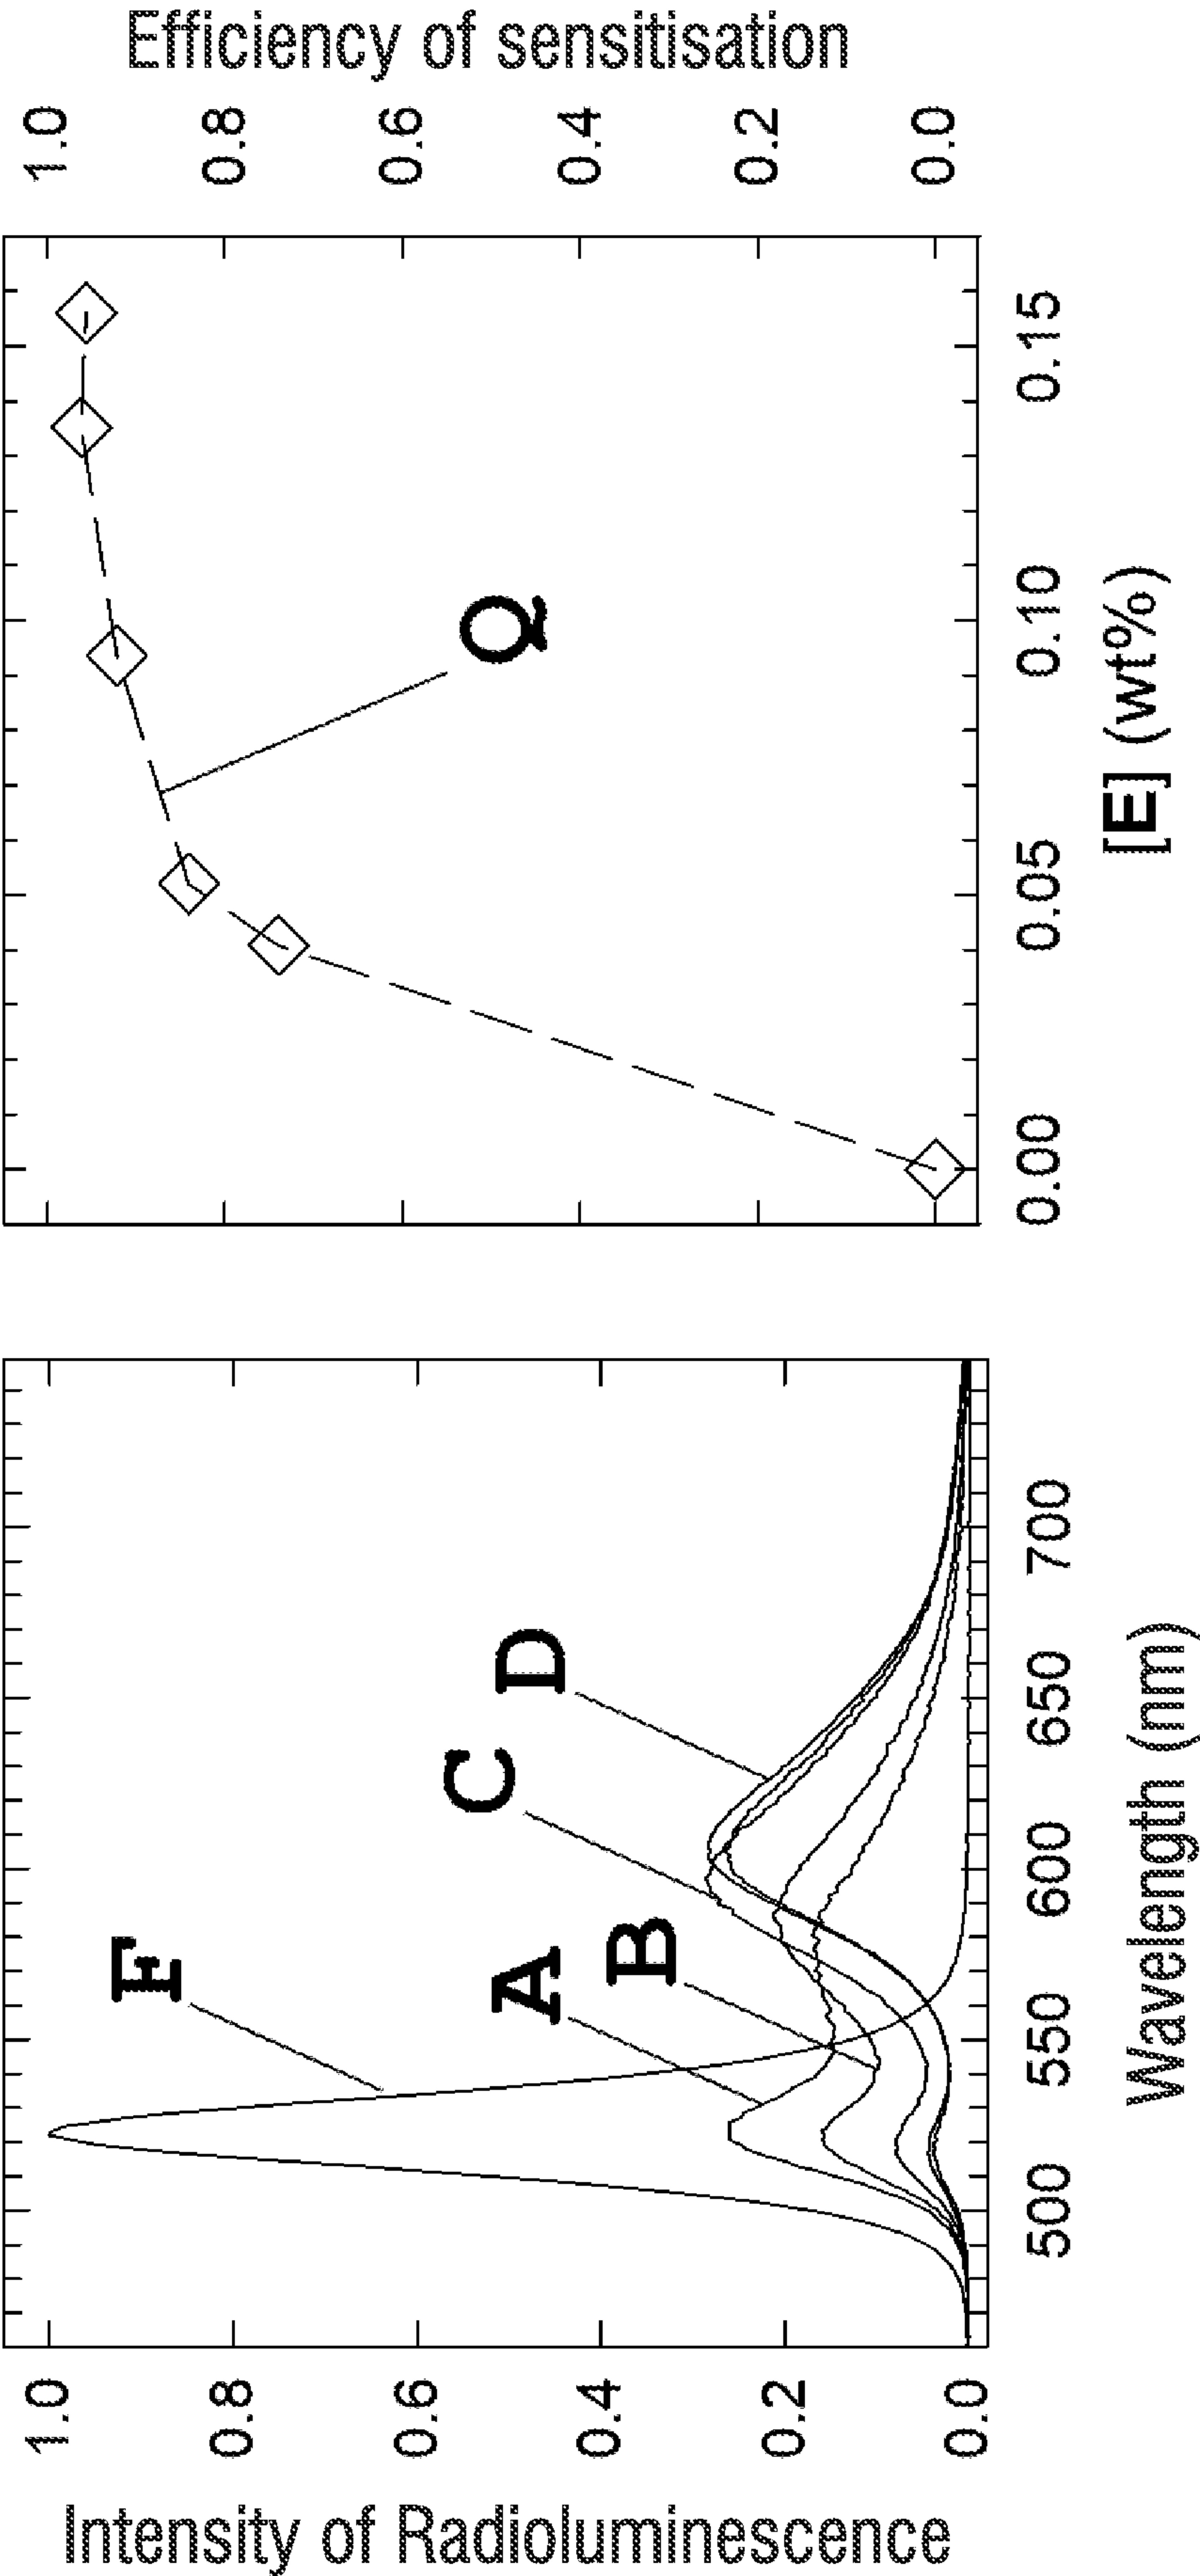 Intensity of Radioluminescence
1.0
0.8
0.6
0.4
0.2
0.0
F
A
B
C
D
500
550
600
650
700
Wavelength (nm)
Q
0.00
0.05
0.10
0.15
[E] (wt%)
1.0
0.8
0.6
0.4
0.2
0.0
Efficiency of sensitisation